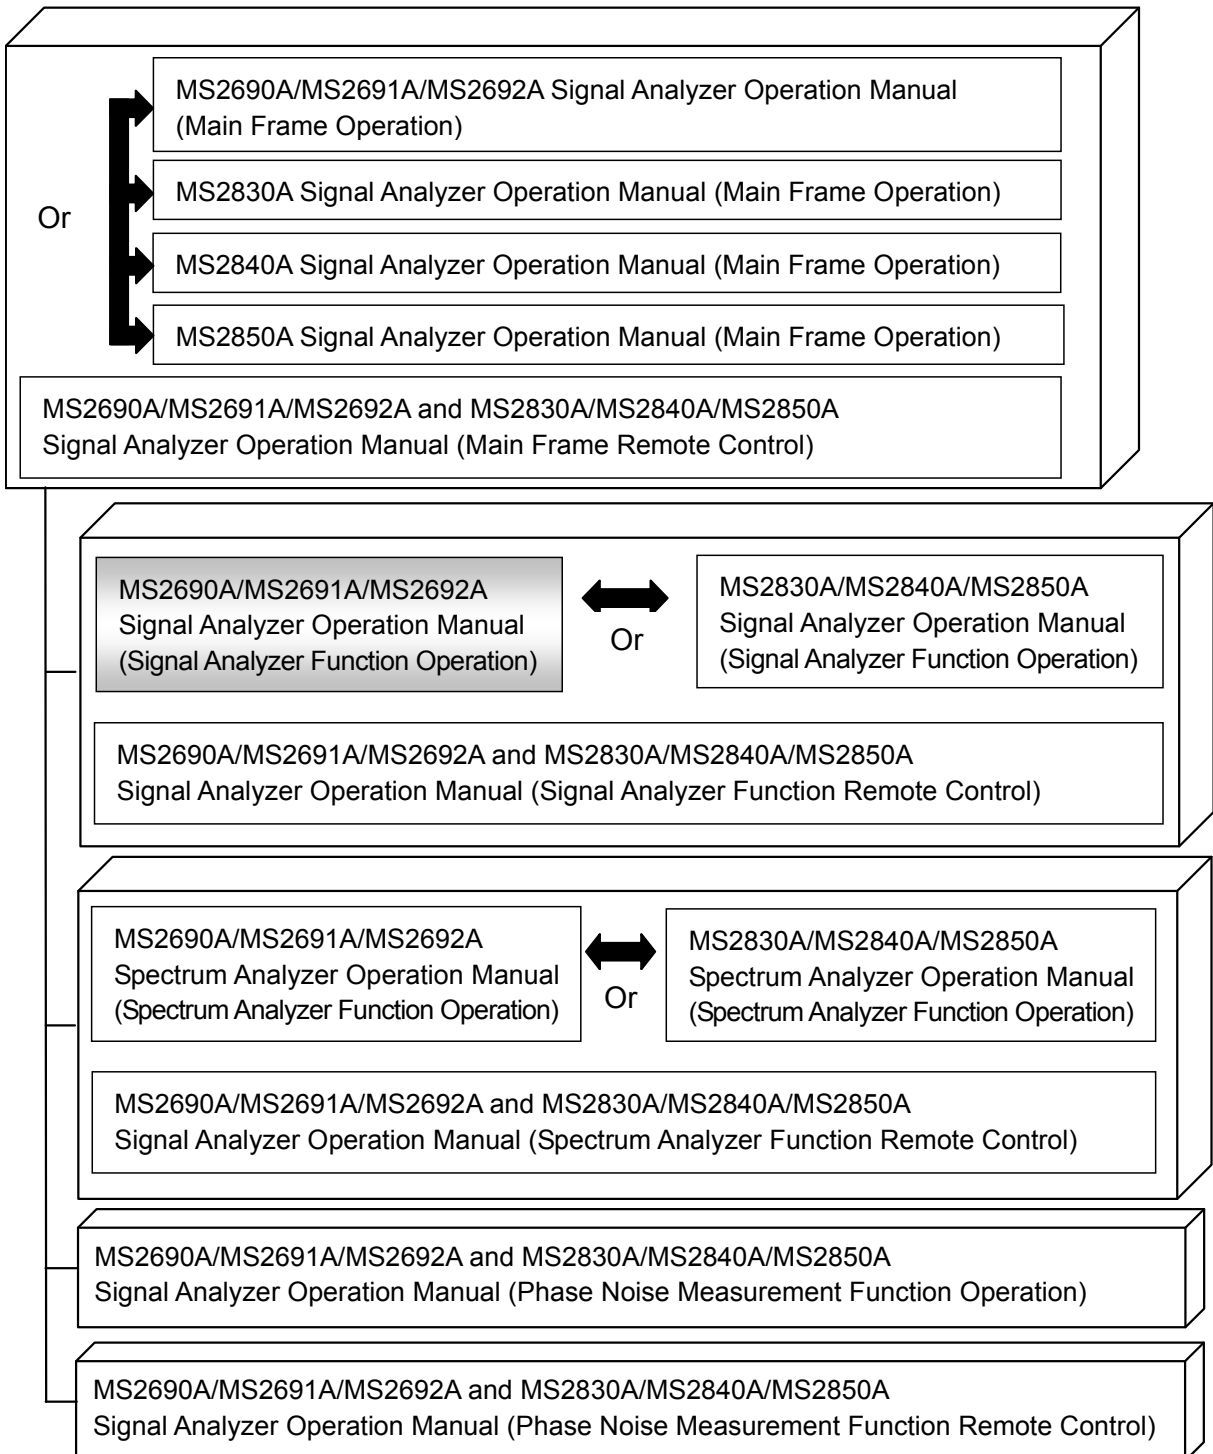 MS2690A/MS2691A/MS2692A Signal Analyzer Operation Manual
(Main Frame Operation)
Or
MS2830A Signal Analyzer Operation Manual (Main Frame Operation)
MS2840A Signal Analyzer Operation Manual (Main Frame Operation)
MS2850A Signal Analyzer Operation Manual (Main Frame Operation)
MS2690A/MS2691A/MS2692A and MS2830A/MS2840A/MS2850A
Signal Analyzer Operation Manual (Main Frame Remote Control)
MS2690A/MS2691A/MS2692A
Signal Analyzer Operation Manual
(Signal Analyzer Function Operation)
Or
MS2830A/MS2840A/MS2850A
Signal Analyzer Operation Manual
(Signal Analyzer Function Operation)
MS2690A/MS2691A/MS2692A and MS2830A/MS2840A/MS2850A
Signal Analyzer Operation Manual (Signal Analyzer Function Remote Control)
MS2690A/MS2691A/MS2692A
Spectrum Analyzer Operation Manual
(Spectrum Analyzer Function Operation)
Or
MS2830A/MS2840A/MS2850A
Spectrum Analyzer Operation Manual
(Spectrum Analyzer Function Operation)
MS2690A/MS2691A/MS2692A and MS2830A/MS2840A/MS2850A
Signal Analyzer Operation Manual (Spectrum Analyzer Function Remote Control)
MS2690A/MS2691A/MS2692A and MS2830A/MS2840A/MS2850A
Signal Analyzer Operation Manual (Phase Noise Measurement Function Operation)
MS2690A/MS2691A/MS2692A and MS2830A/MS2840A/MS2850A
Signal Analyzer Operation Manual (Phase Noise Measurement Function Remote Control)